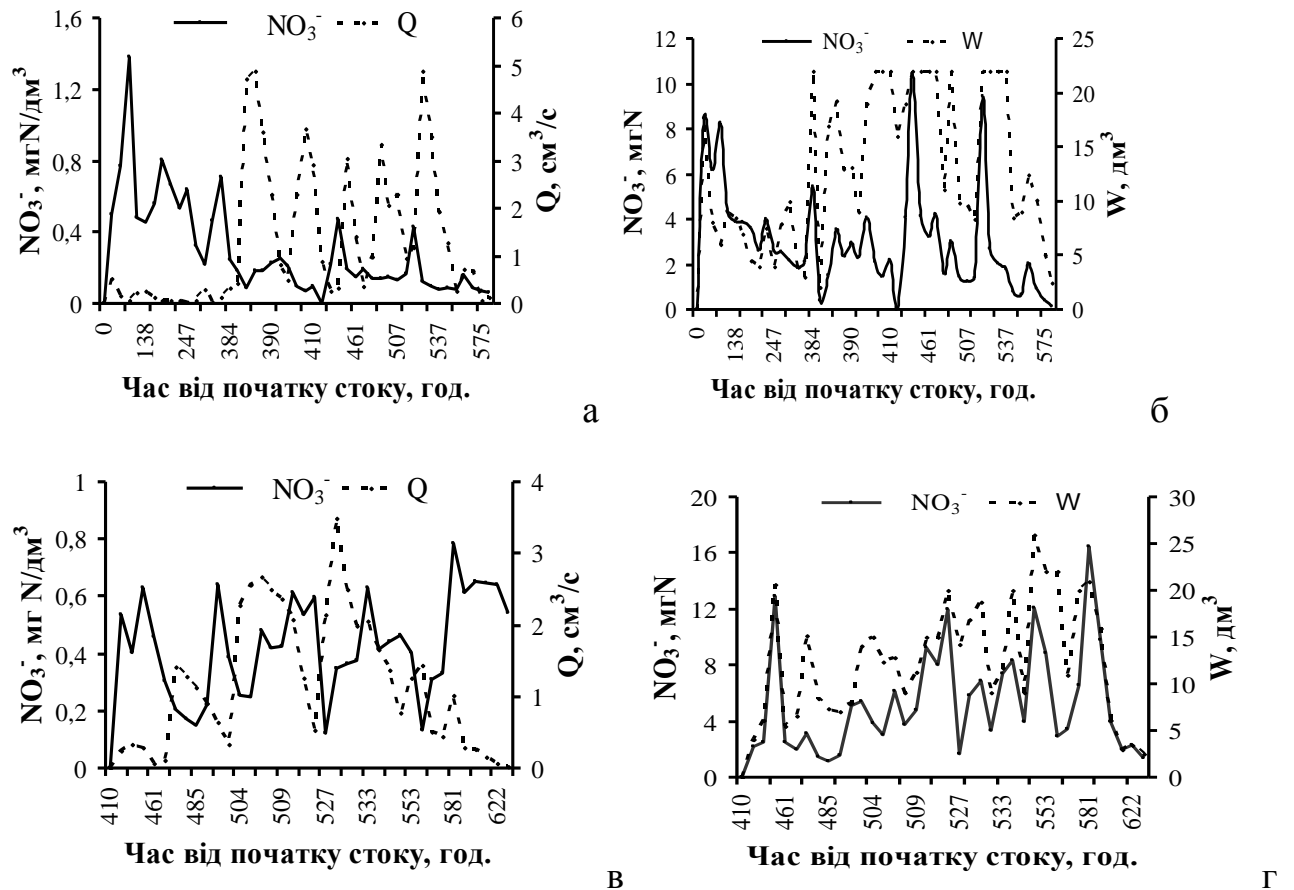 NO₃⁻ Q
NO₃⁻, мгN/дм³
1,6
1,2
0,8
0,4
0
6
5
4
3
2
1
0
Q, см³/с
0 138 247 384 390 410 461 507 537 575
Час від початку стоку, год.
а
NO₃⁻ W
NO₃⁻, мгN
12
10
8
6
4
2
0
25
20
15
10
5
0
W, дм³
0 138 247 384 390 410 461 507 537 575
Час від початку стоку, год.
б
NO₃⁻ Q
NO₃⁻, мг N/дм³
1
0,8
0,6
0,4
0,2
0
4
3
2
1
0
Q, см³/с
410 461 485 504 509 527 533 553 581 622
Час від початку стоку, год.
в
NO₃⁻ W
NO₃⁻, мгN
20
16
12
8
4
0
30
25
20
15
10
5
0
W, дм³
410 461 485 504 509 527 533 553 581 622
Час від початку стоку, год.
г